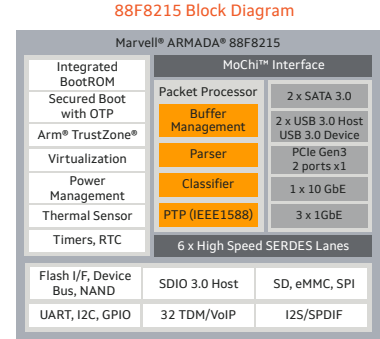 88F8215 Block Diagram
Marvell® ARMADA® 88F8215
Integrated
BootROM
Secured Boot
with OTP
Arm® TrustZone®
Virtualization
Power
Management
Thermal Sensor
Timers, RTC
MoChi™ Interface
Packet Processor
Buffer
Management
Parser
Classifier
PTP (IEEE1588)
2 x SATA 3.0
2 x USB 3.0 Host
USB 3.0 Device
PCIe Gen3
2 ports x1
1 x 10 GbE
3 x 1GbE
6 x High Speed SERDES Lanes
Flash I/F, Device
Bus, NAND
SDIO 3.0 Host
SD, eMMC, SPI
UART, I2C, GPIO
32 TDM/VoIP
I2S/SPDIF